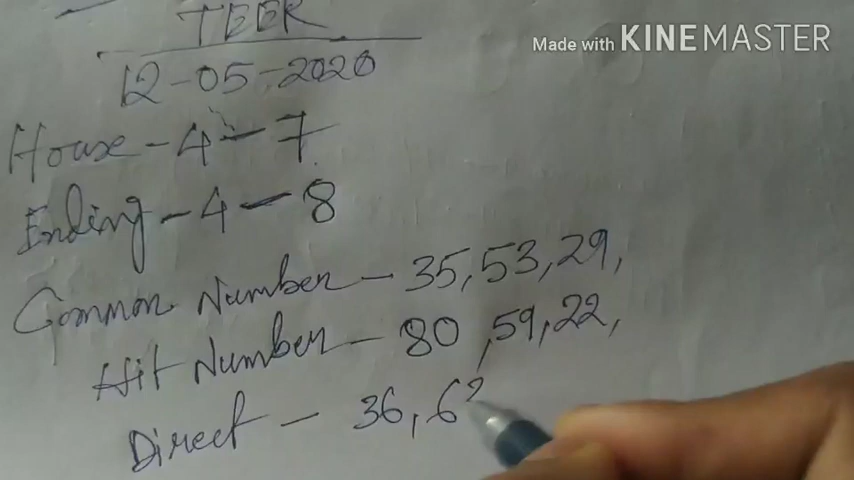 TEER
12-05-2020
Made with KINEMASTER
House - 4 - 7
Ending - 4 - 8
Common Number - 35, 53, 29,
Hit Number - 80, 59, 22,
Direct - 36, 6